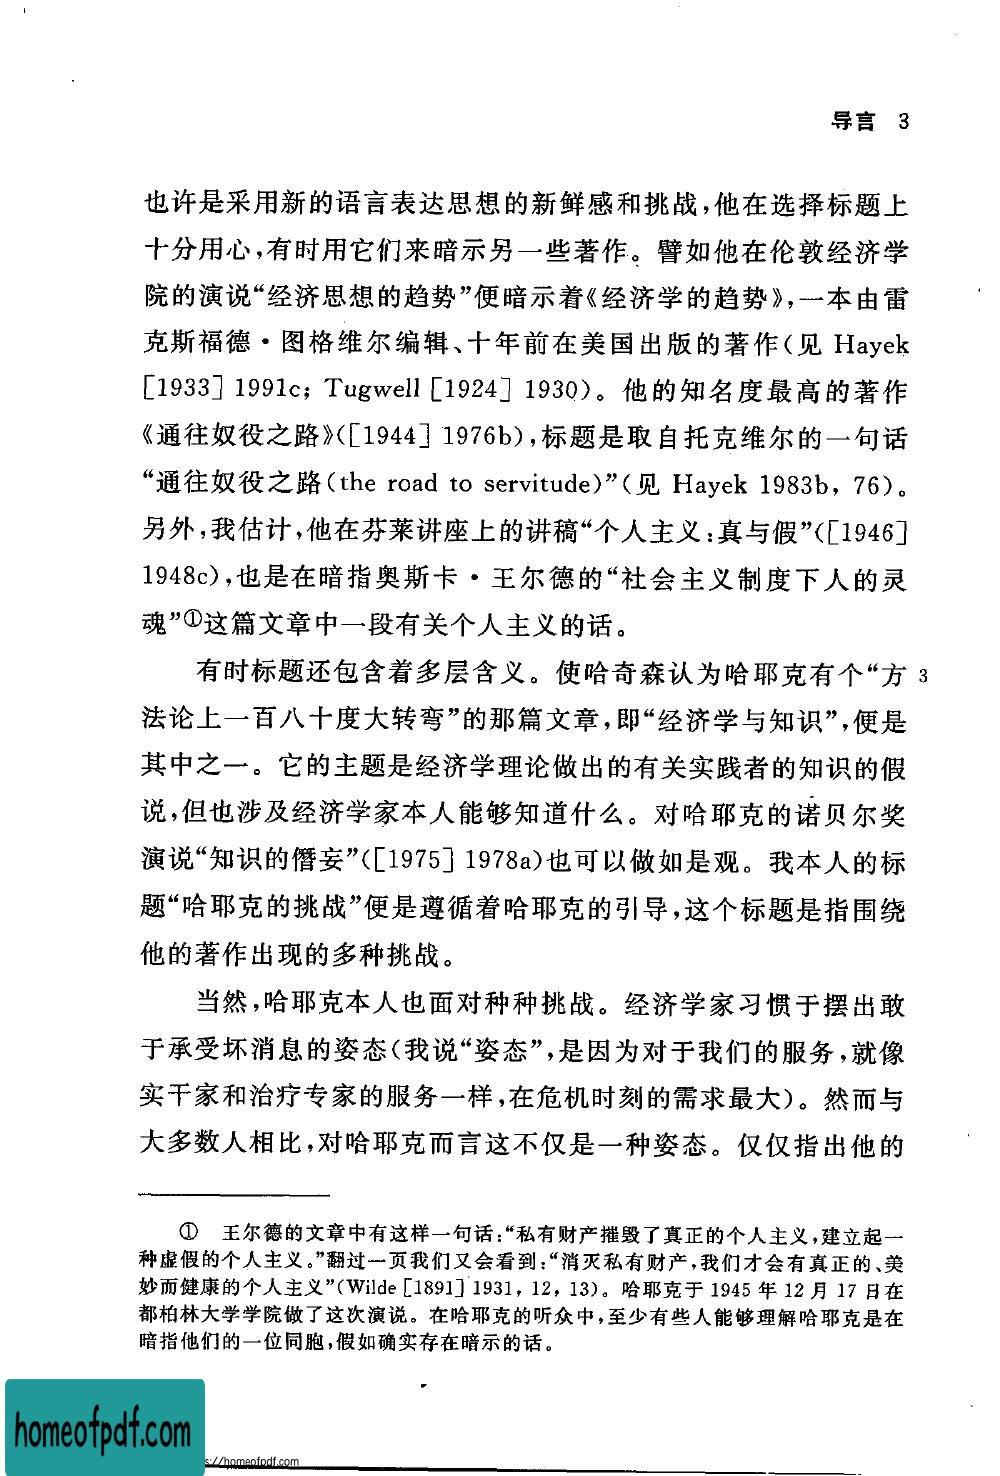 导言 3
也许是采用新的语言表达思想的新鲜感和挑战,他在选择标题上
十分用心,有时用它们来暗示另一些著作。譬如他在伦敦经济学
院的演说“经济思想的趋势”便暗示着《经济学的趋势》,一本由雷
克斯福德·图格维尔编辑、十年前在美国出版的著作(见 Hayek
[1933] 1991c; Tugwell [1924] 1930)。他的知名度最高的著作
《通往奴役之路》([1944] 1976b),标题是取自托克维尔的一句话
“通往奴役之路(the road to servitude)”(见 Hayek 1983b, 76)。
另外,我估计,他在芬莱讲座上的讲稿“个人主义:真与假”([1946]
1948c),也是在暗指奥斯卡·王尔德的“社会主义制度下人的灵
魂”①这篇文章中一段有关个人主义的话。
有时标题还包含着多层含义。使哈奇森认为哈耶克有个“方 3
法论上一百八十度大转弯”的那篇文章,即“经济学与知识”,便是
其中之一。它的主题是经济学理论做出的有关实践者的知识的假
说,但也涉及经济学家本人能够知道什么。对哈耶克的诺贝尔奖
演说“知识的僭妄”([1975] 1978a)也可以做如是观。我本人的标
题“哈耶克的挑战”便是遵循着哈耶克的引导,这个标题是指围绕
他的著作出现的多种挑战。
当然,哈耶克本人也面对种种挑战。经济学家习惯于摆出敢
于承受坏消息的姿态(我说“姿态”,是因为对于我们的服务,就像
实干家和治疗专家的服务一样,在危机时刻的需求最大)。然而与
大多数人相比,对哈耶克而言这不仅是一种姿态。仅仅指出他的
① 王尔德的文章中有这样一句话:“私有财产摧毁了真正的个人主义,建立起一
种虚假的个人主义。”翻过一页我们又会看到:“消灭私有财产,我们才会有真正的、美
妙而健康的个人主义”(Wilde [1891] 1931, 12, 13)。哈耶克于 1945 年 12 月 17 日在
都柏林大学学院做了这次演说。在哈耶克的听众中,至少有些人能够理解哈耶克是在
暗指他们的一位同胞,假如确实存在暗示的话。
homeofpdf.com
s://homeofpdf.com